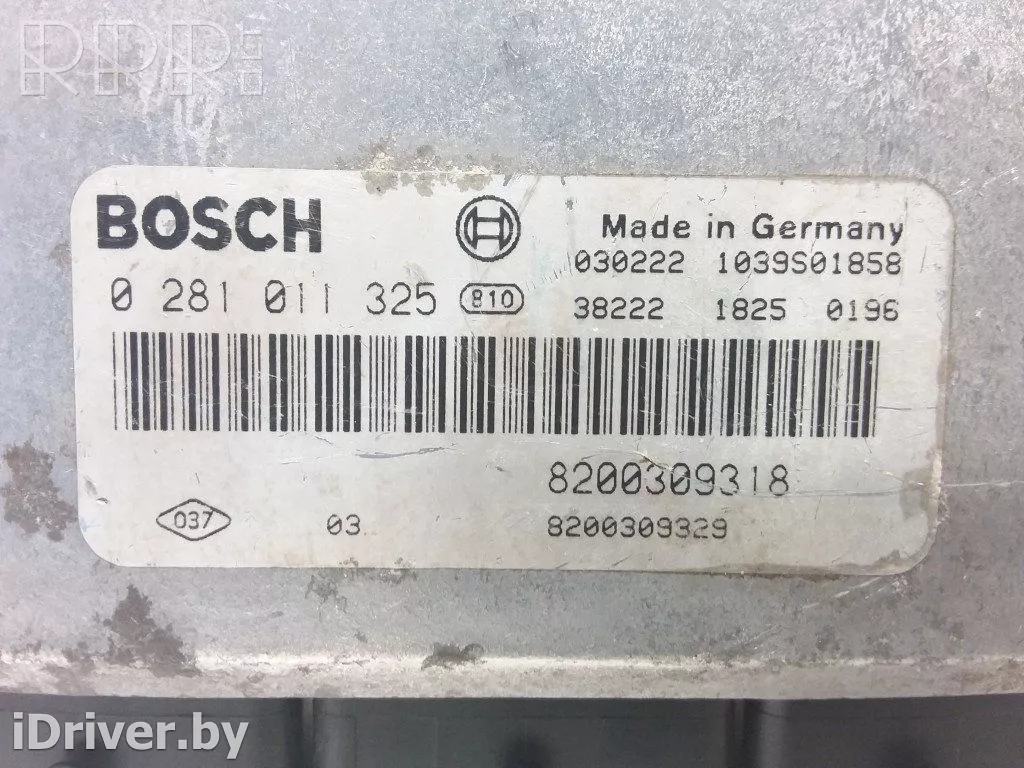 RRR.LT
BOSCH
Made in Germany
030222 1039S01858
0 281 011 325 810
38222 1825 0196
8200309318
037 03 8200309329
iDriver.by